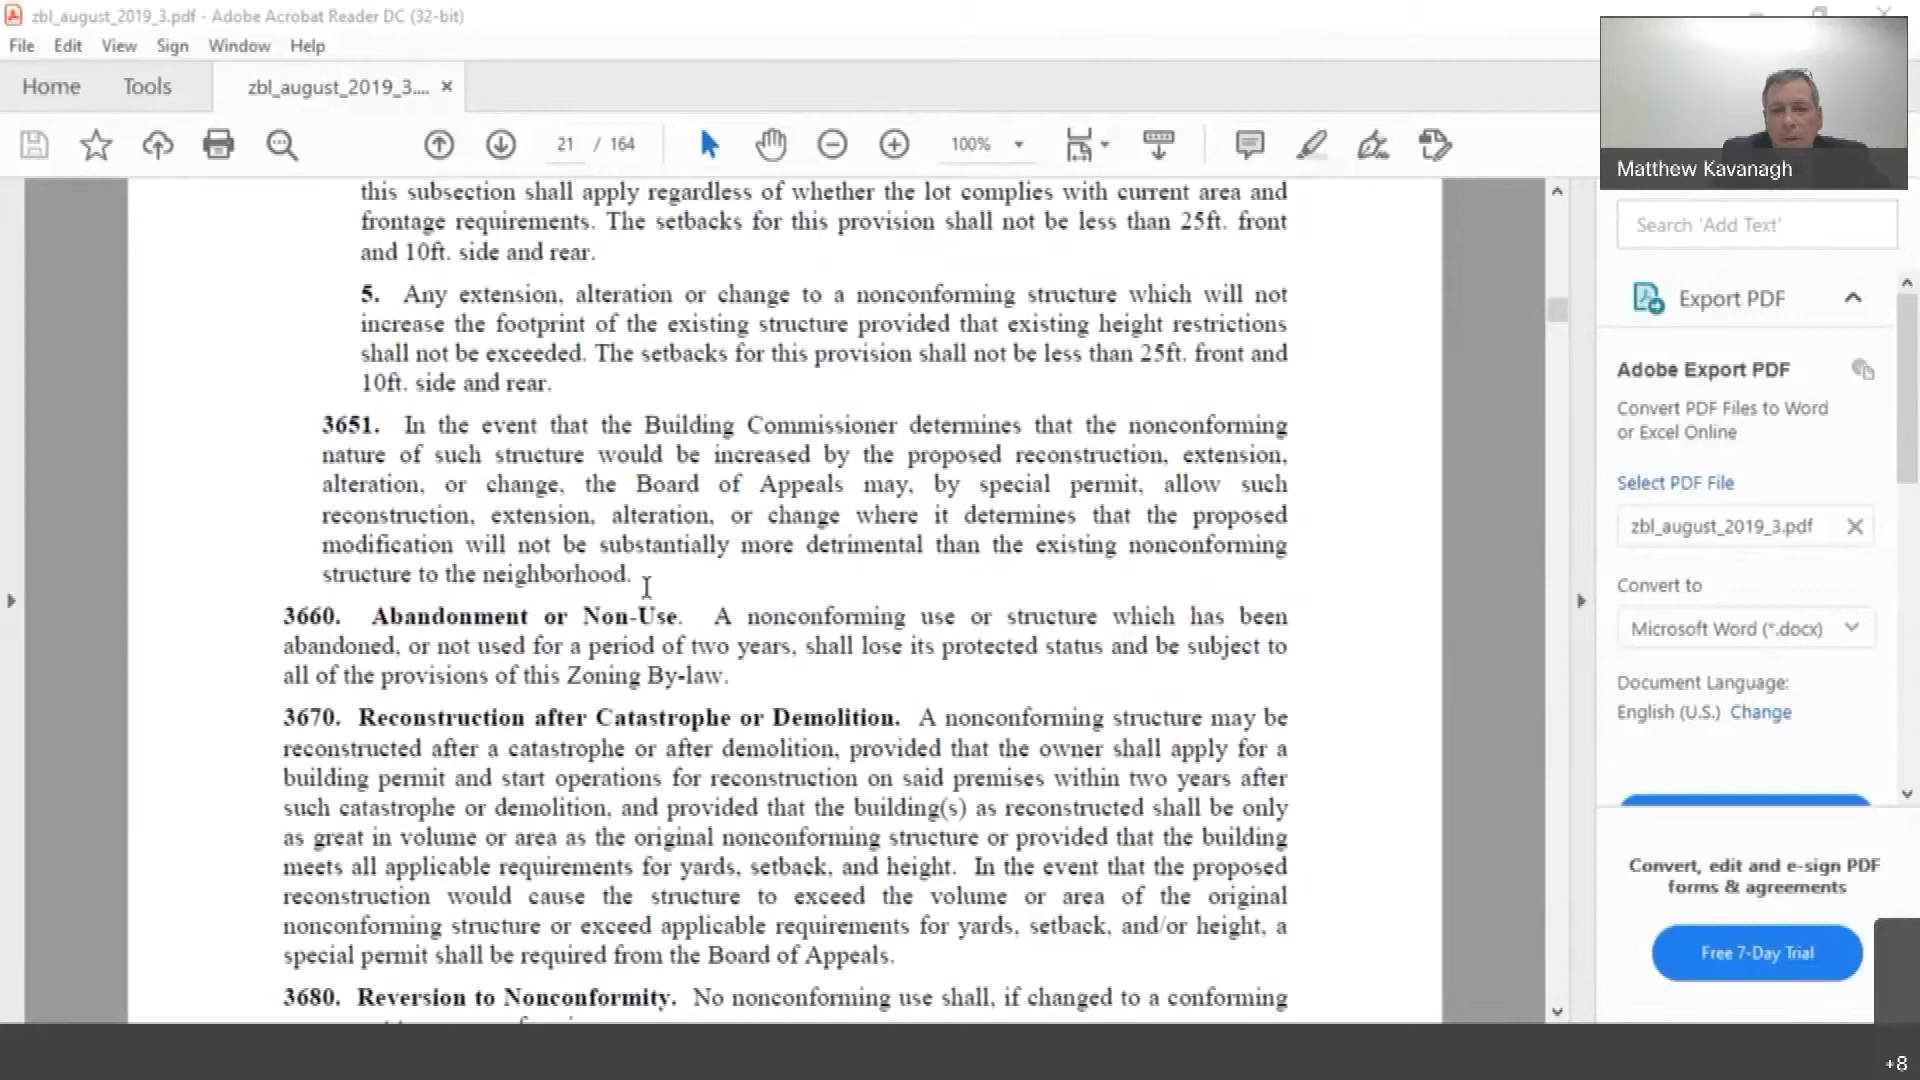 zbl_august_2019_3.pdf - Adobe Acrobat Reader DC (32-bit)
File Edit View Sign Window Help
Home Tools zbl_august_2019_3....
21 / 164 100%
Matthew Kavanagh
this subsection shall apply regardless of whether the lot complies with current area and
frontage requirements. The setbacks for this provision shall not be less than 25ft. front
and 10ft. side and rear.
5. Any extension, alteration or change to a nonconforming structure which will not
increase the footprint of the existing structure provided that existing height restrictions
shall not be exceeded. The setbacks for this provision shall not be less than 25ft. front and
10ft. side and rear.
3651. In the event that the Building Commissioner determines that the nonconforming
nature of such structure would be increased by the proposed reconstruction, extension,
alteration, or change, the Board of Appeals may, by special permit, allow such
reconstruction, extension, alteration, or change where it determines that the proposed
modification will not be substantially more detrimental than the existing nonconforming
structure to the neighborhood.
3660. Abandonment or Non-Use. A nonconforming use or structure which has been
abandoned, or not used for a period of two years, shall lose its protected status and be subject to
all of the provisions of this Zoning By-law.
3670. Reconstruction after Catastrophe or Demolition. A nonconforming structure may be
reconstructed after a catastrophe or after demolition, provided that the owner shall apply for a
building permit and start operations for reconstruction on said premises within two years after
such catastrophe or demolition, and provided that the building(s) as reconstructed shall be only
as great in volume or area as the original nonconforming structure or provided that the building
meets all applicable requirements for yards, setback, and height. In the event that the proposed
reconstruction would cause the structure to exceed the volume or area of the original
nonconforming structure or exceed applicable requirements for yards, setback, and/or height, a
special permit shall be required from the Board of Appeals.
3680. Reversion to Nonconformity. No nonconforming use shall, if changed to a conforming
Search 'Add Text'
Export PDF
Adobe Export PDF
Convert PDF Files to Word
or Excel Online
Select PDF File
zbl_august_2019_3.pdf
Convert to
Microsoft Word (*.docx)
Document Language:
English (U.S.) Change
Convert, edit and e-sign PDF
forms & agreements
Free 7-Day Trial
+8